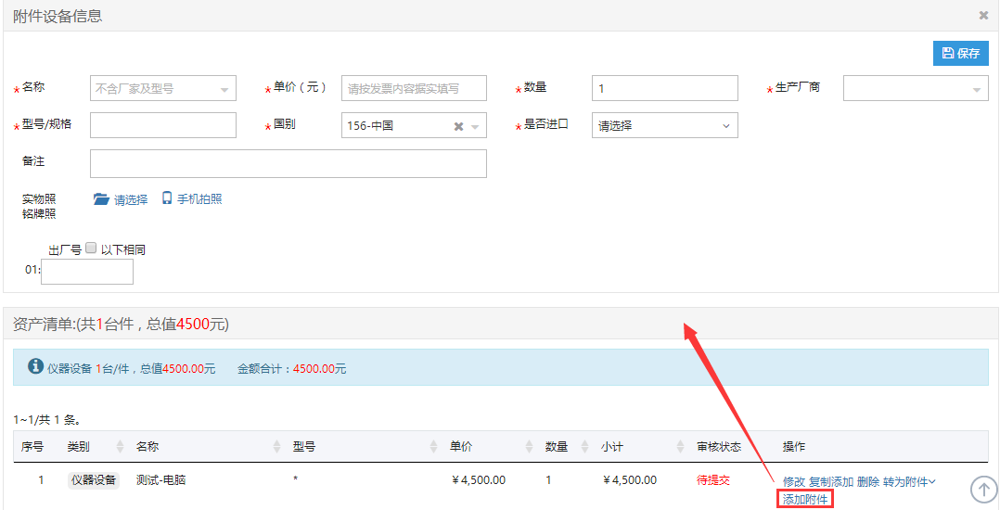 附件设备信息
保存
*名称 不含厂家及型号 *单价（元） 请按发票内容据实填写 *数量 1 *生产厂商
*型号/规格 *国别 156-中国 *是否进口 请选择
备注
实物照
铭牌照
请选择 手机拍照
出厂号 以下相同
01:
资产清单:(共1台件，总值4500元)
仪器设备 1台/件，总值4500.00元 金额合计：4500.00元
1~1/共 1 条。
序号 类别 名称 型号 单价 数量 小计 审核状态 操作
1 仪器设备 测试-电脑 * ￥4,500.00 1 ￥4,500.00 待提交 修改 复制添加 删除 转为附件
添加附件